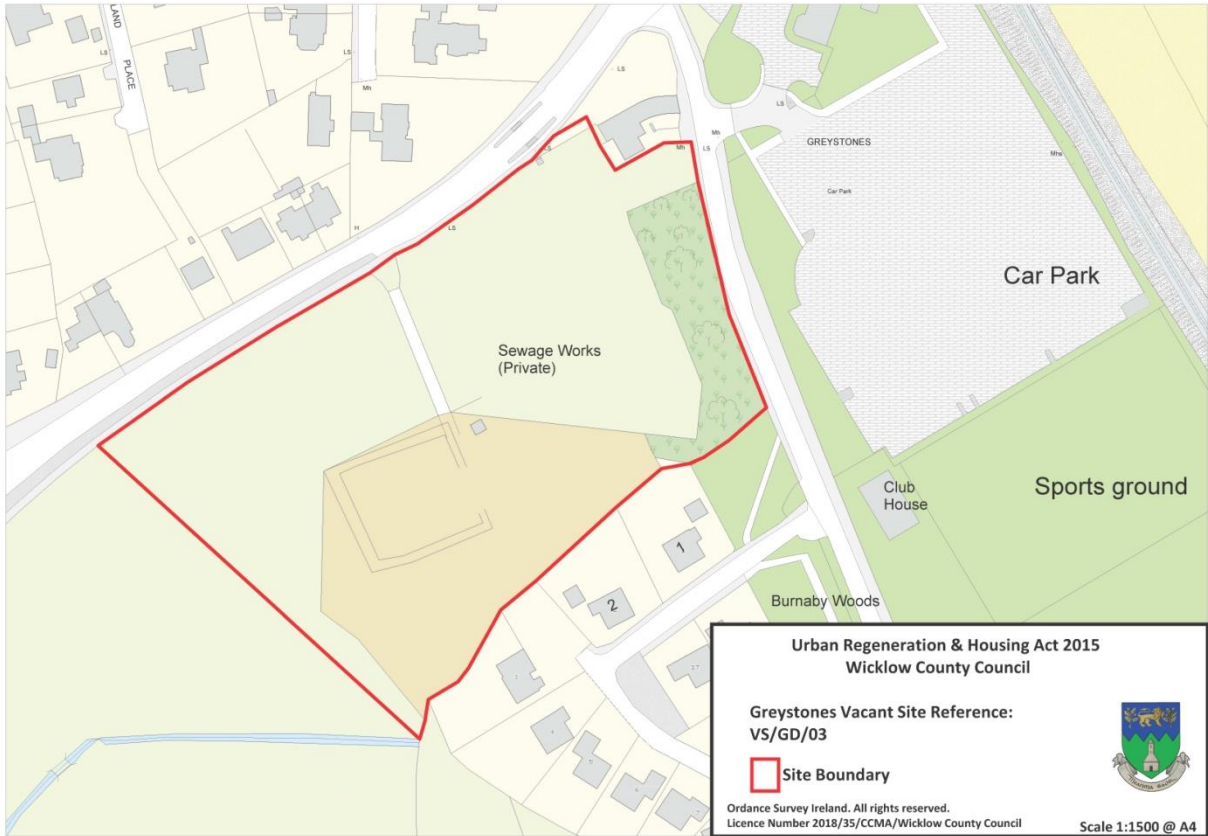 LAND
PLACE
LS
LS
Mh
LS
LS
LS
Mh
Mh
LS
LS
H
LS
GREYSTONES
Car Park
Mhs
Car Park
Sewage Works
(Private)
Club
House
Sports ground
1
2
Burnaby Woods
Urban Regeneration & Housing Act 2015
Wicklow County Council
Greystones Vacant Site Reference:
VS/GD/03
Site Boundary
Ordance Survey Ireland. All rights reserved.
Licence Number 2018/35/CCMA/Wicklow County Council
Scale 1:1500 @ A4